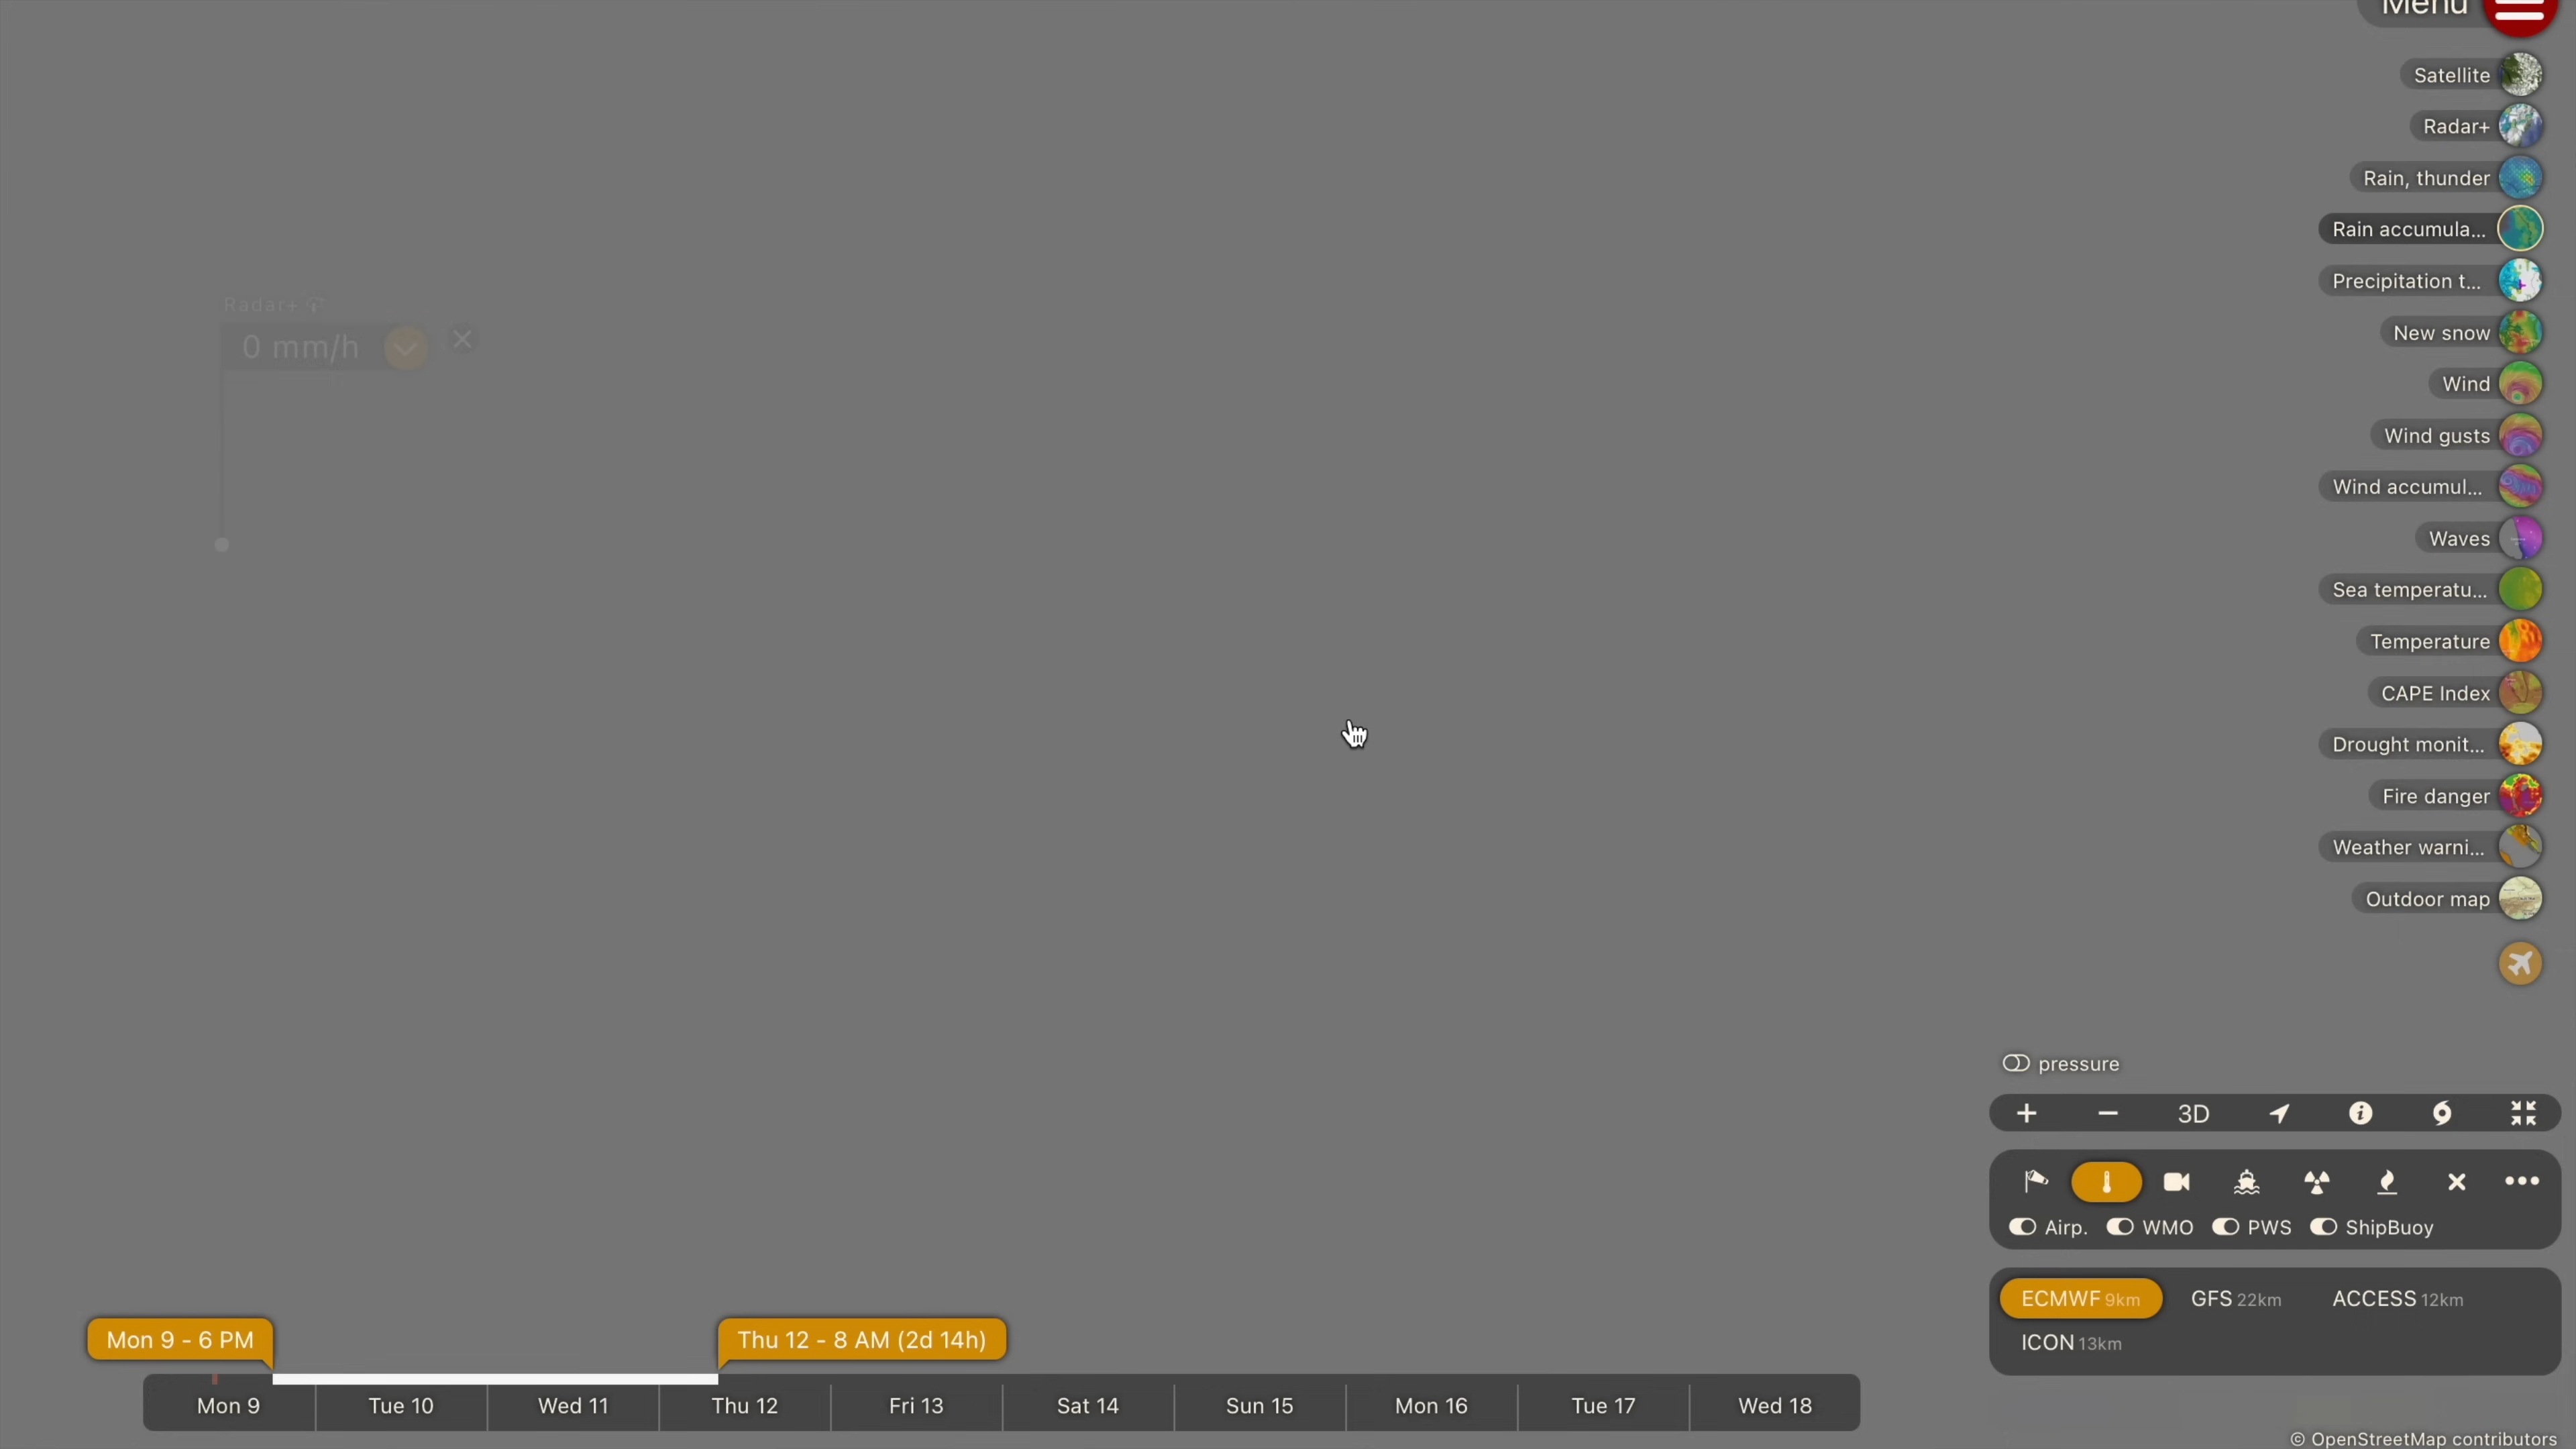 Menu
Satellite
Radar+
Rain, thunder
Rain accumula...
Precipitation t...
New snow
Wind
Wind gusts
Wind accumul...
Waves
Sea temperatu...
Temperature
CAPE Index
Drought monit...
Fire danger
Weather warni...
Outdoor map
Radar+
0 mm/h
pressure
3D
Airp. WMO PWS ShipBuoy
ECMWF 9km GFS 22km ACCESS 12km
ICON 13km
Mon 9 - 6 PM Thu 12 - 8 AM (2d 14h)
Mon 9 Tue 10 Wed 11 Thu 12 Fri 13 Sat 14 Sun 15 Mon 16 Tue 17 Wed 18
© OpenStreetMap contributors